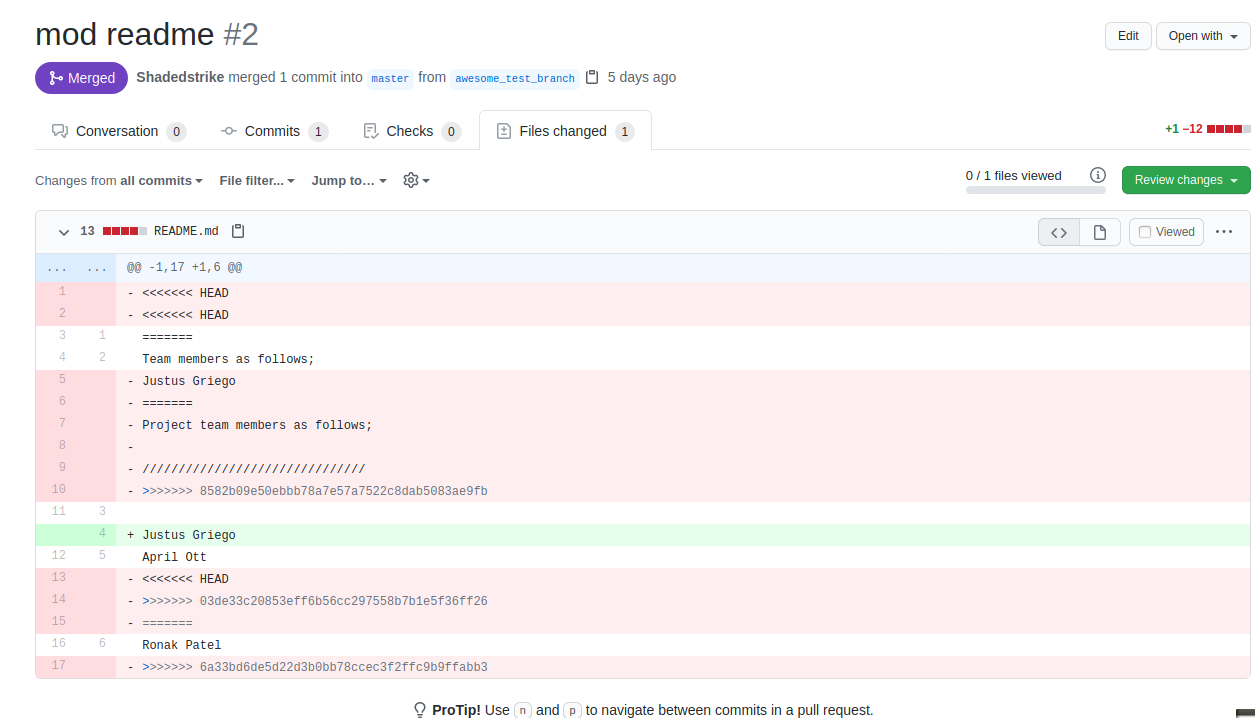 mod readme #2
Edit
Open with
Merged
Shadedstrike merged 1 commit into master from awesome_test_branch 5 days ago
Conversation 0
Commits 1
Checks 0
Files changed 1
+1 −12
Changes from all commits
File filter...
Jump to…
0 / 1 files viewed
Review changes
13 README.md
Viewed
... ... @@ -1,17 +1,6 @@
1 - <<<<<<< HEAD
2 - <<<<<<< HEAD
3 1 =======
4 2 Team members as follows;
5 - Justus Griego
6 - =======
7 - Project team members as follows;
8 -
9 - ///////////////////////////////
10 - >>>>>>> 8582b09e50ebbb78a7e57a7522c8dab5083ae9fb
11 3
4 + Justus Griego
12 5 April Ott
13 - <<<<<<< HEAD
14 - >>>>>>> 03de33c20853eff6b56cc297558b7b1e5f36ff26
15 - =======
16 6 Ronak Patel
17 - >>>>>>> 6a33bd6de5d22d3b0bb78ccec3f2ffc9b9ffabb3
ProTip! Use n and p to navigate between commits in a pull request.